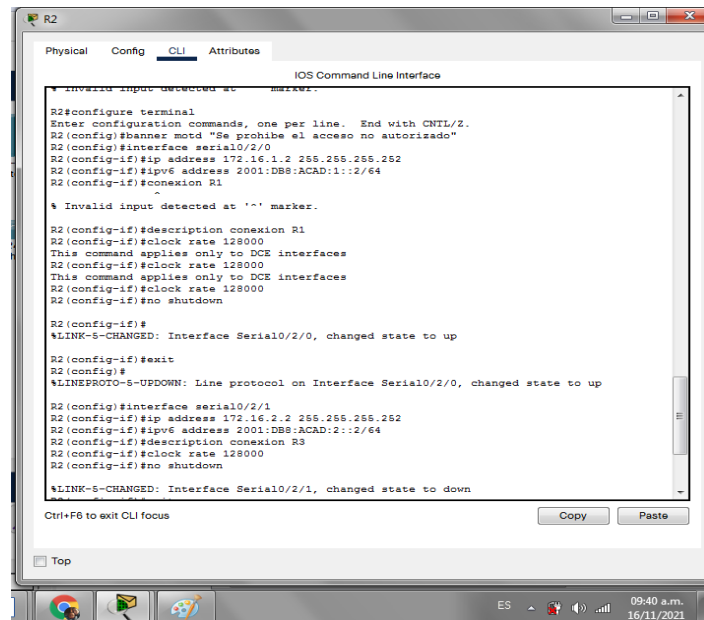 R2
Physical Config CLI Attributes
IOS Command Line Interface
% Invalid input detected at marker.
R2#configure terminal
Enter configuration commands, one per line. End with CNTL/Z.
R2(config)#banner motd "Se prohibe el acceso no autorizado"
R2(config)#interface serial0/2/0
R2(config-if)#ip address 172.16.1.2 255.255.255.252
R2(config-if)#ipv6 address 2001:DB8:ACAD:1::2/64
R2(config-if)#conexion R1
^
% Invalid input detected at '^' marker.
R2(config-if)#description conexion R1
R2(config-if)#clock rate 128000
This command applies only to DCE interfaces
R2(config-if)#clock rate 128000
This command applies only to DCE interfaces
R2(config-if)#clock rate 128000
R2(config-if)#no shutdown
R2(config-if)#
%LINK-5-CHANGED: Interface Serial0/2/0, changed state to up
R2(config-if)#exit
R2(config)#
%LINEPROTO-5-UPDOWN: Line protocol on Interface Serial0/2/0, changed state to up
R2(config)#interface serial0/2/1
R2(config-if)#ip address 172.16.2.2 255.255.255.252
R2(config-if)#ipv6 address 2001:DB8:ACAD:2::2/64
R2(config-if)#description conexion R3
R2(config-if)#clock rate 128000
R2(config-if)#no shutdown
%LINK-5-CHANGED: Interface Serial0/2/1, changed state to down
Ctrl+F6 to exit CLI focus
Copy Paste
Top
ES
09:40 a.m.
16/11/2021